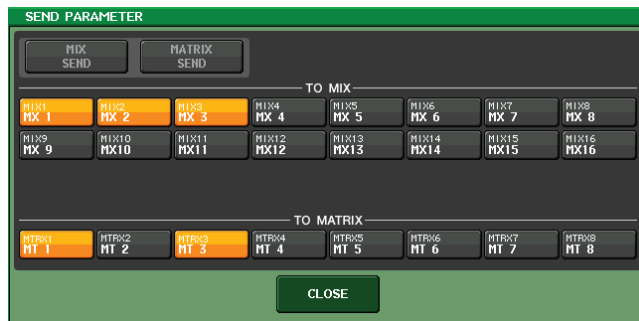 SEND PARAMETER
MIX SEND
MATRIX SEND
TO MIX
MIX1 MIX2 MIX3 MIX4 MIX5 MIX6 MIX7 MIX8
MX 1 MX 2 MX 3 MX 4 MX 5 MX 6 MX 7 MX 8
MIX9 MIX10 MIX11 MIX12 MIX13 MIX14 MIX15 MIX16
MX 9 MX10 MX11 MX12 MX13 MX14 MX15 MX16
TO MATRIX
MTRX1 MTRX2 MTRX3 MTRX4 MTRX5 MTRX6 MTRX7 MTRX8
MT 1 MT 2 MT 3 MT 4 MT 5 MT 6 MT 7 MT 8
CLOSE